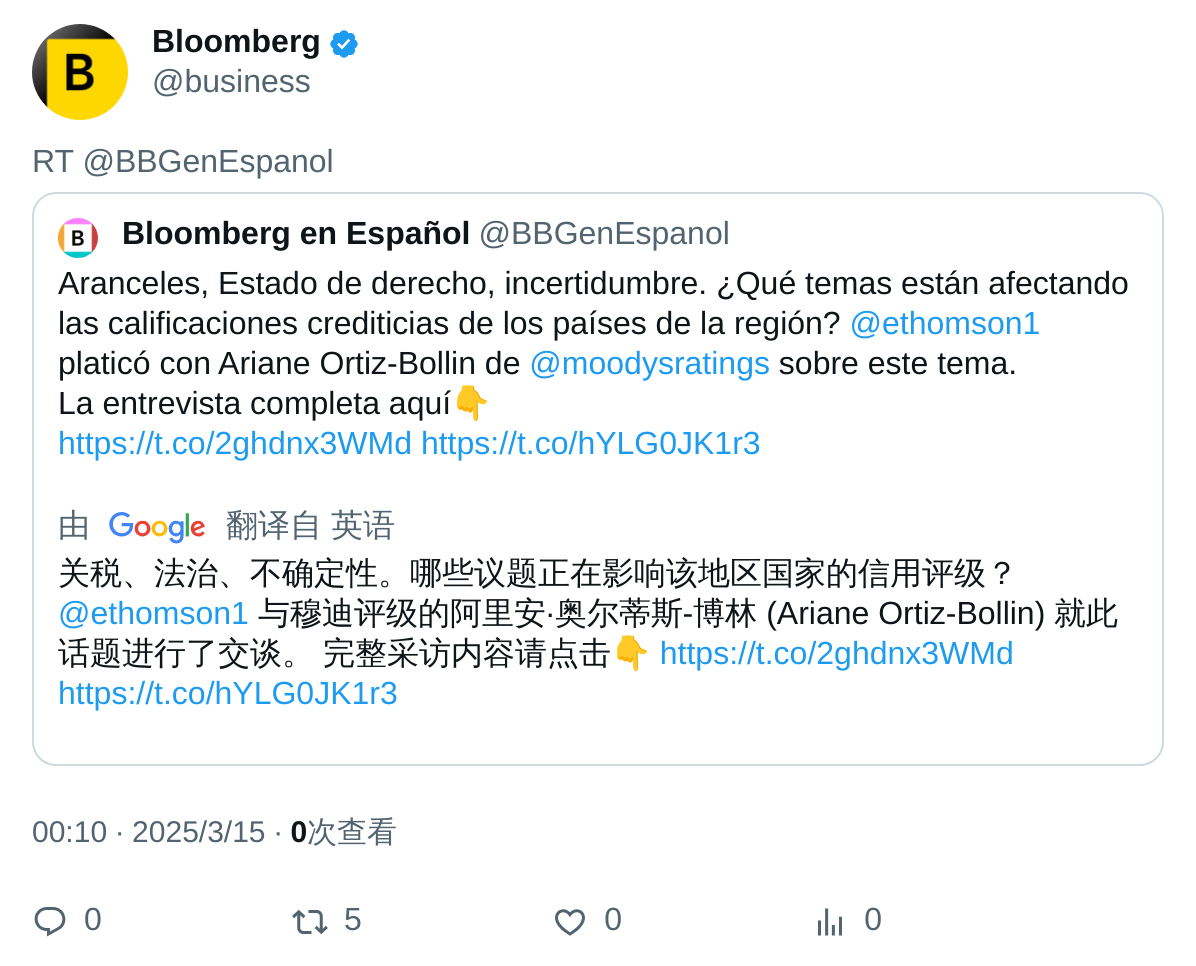 Bloomberg
@business
RT @BBGenEspanol
B
B
Bloomberg en Español @BBGenEspanol
Aranceles, Estado de derecho, incertidumbre. ¿Qué temas están afectando
las calificaciones crediticias de los países de la región? @ethomson1
platicó con Ariane Ortiz-Bollin de @moodysratings sobre este tema.
La entrevista completa aquí👇
https://t.co/2ghdnx3WMd https://t.co/hYLG0JK1r3
由 Google 翻译自 英语
关税、法治、不确定性。哪些议题正在影响该地区国家的信用评级？
@ethomson1 与穆迪评级的阿里安·奥尔蒂斯-博林 (Ariane Ortiz-Bollin) 就此
话题进行了交谈。 完整采访内容请点击👇 https://t.co/2ghdnx3WMd
https://t.co/hYLG0JK1r3
00:10 · 2025/3/15 · 0次查看
0 5 0 0